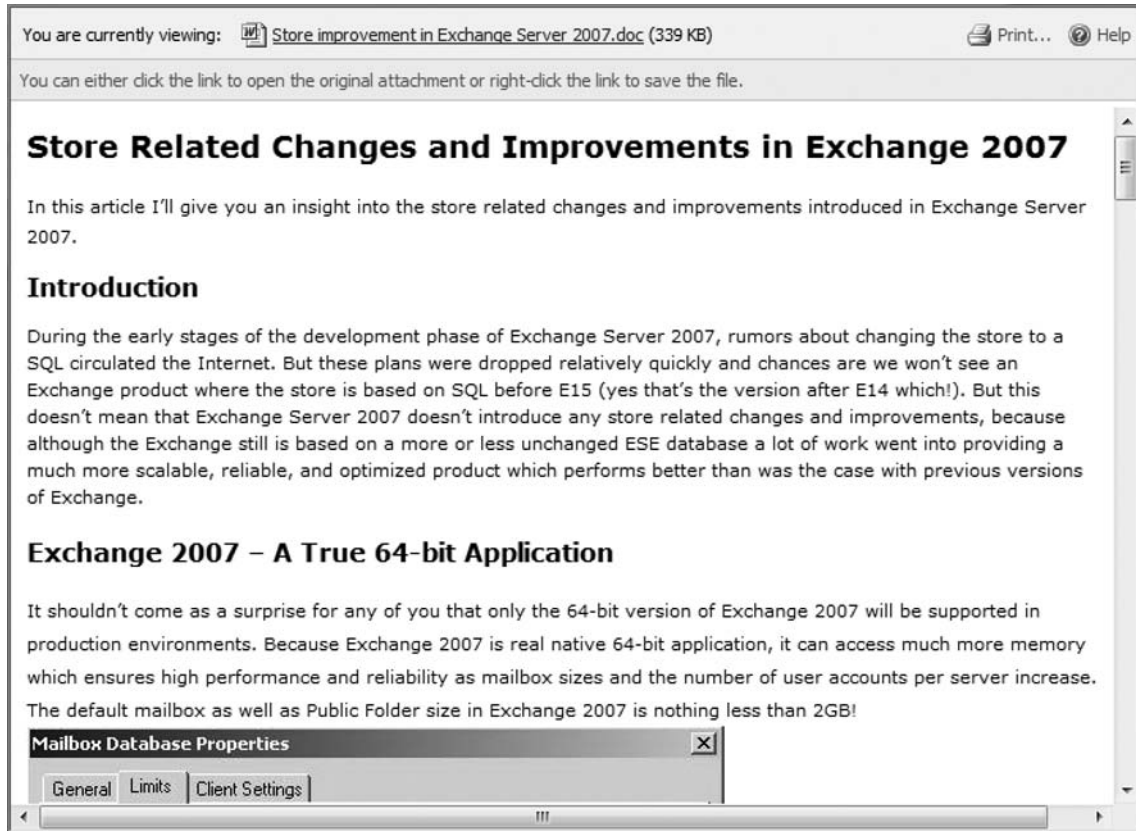 You are currently viewing: Store improvement in Exchange Server 2007.doc (339 KB) Print... Help
You can either click the link to open the original attachment or right-click the link to save the file.
Store Related Changes and Improvements in Exchange 2007
In this article I'll give you an insight into the store related changes and improvements introduced in Exchange Server
2007.
Introduction
During the early stages of the development phase of Exchange Server 2007, rumors about changing the store to a
SQL circulated the Internet. But these plans were dropped relatively quickly and chances are we won't see an
Exchange product where the store is based on SQL before E15 (yes that's the version after E14 which!). But this
doesn't mean that Exchange Server 2007 doesn't introduce any store related changes and improvements, because
although the Exchange still is based on a more or less unchanged ESE database a lot of work went into providing a
much more scalable, reliable, and optimized product which performs better than was the case with previous versions
of Exchange.
Exchange 2007 – A True 64-bit Application
It shouldn't come as a surprise for any of you that only the 64-bit version of Exchange 2007 will be supported in
production environments. Because Exchange 2007 is real native 64-bit application, it can access much more memory
which ensures high performance and reliability as mailbox sizes and the number of user accounts per server increase.
The default mailbox as well as Public Folder size in Exchange 2007 is nothing less than 2GB!
Mailbox Database Properties
General Limits Client Settings